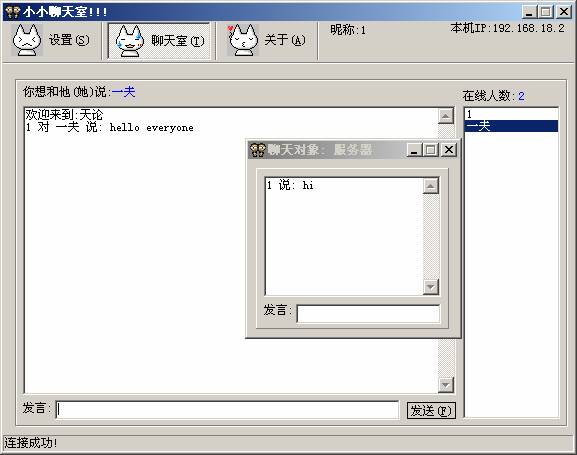 小小聊天室!!!
设置(S)
聊天室(T)
关于(A)
昵称:1
本机IP:192.168.18.2
你想和他(她)说:一夫
在线人数:2
欢迎来到:天论
1 对 一夫 说: hello everyone
1
一夫
聊天对象: 服务器
1 说: hi
发言:
发言:
发送(F)
连接成功!